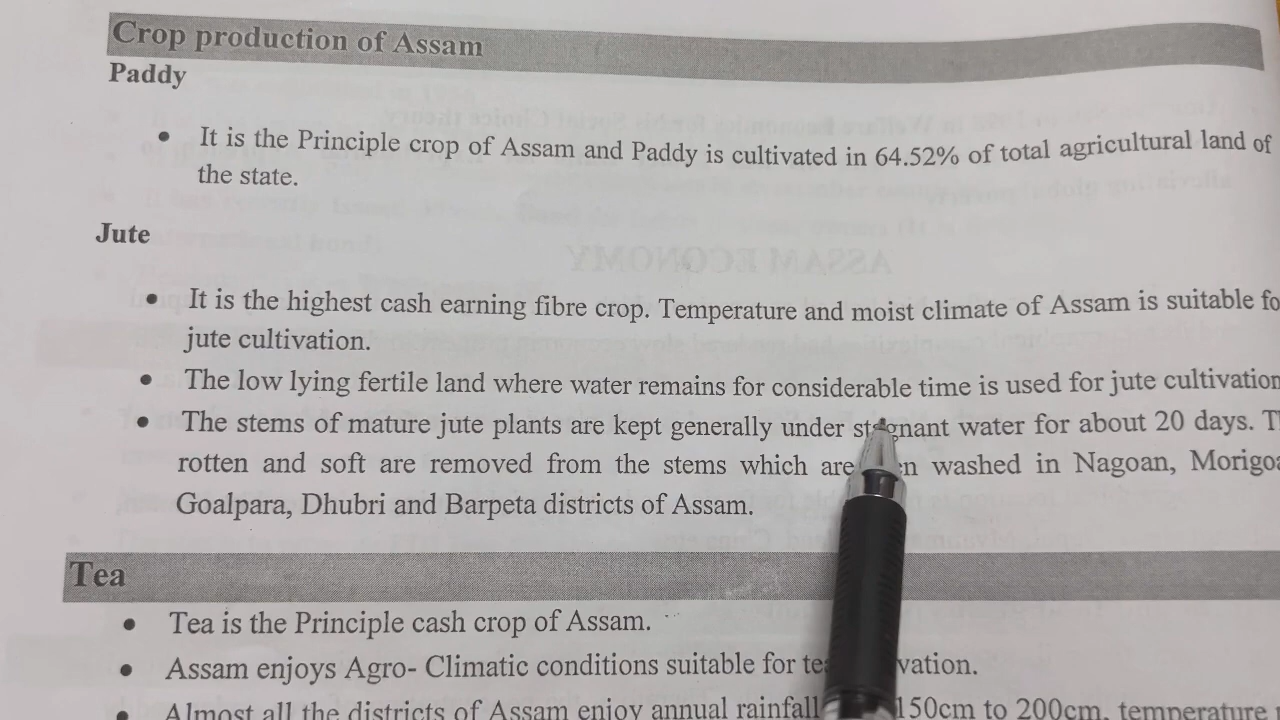 Crop production of Assam
Paddy
• It is the Principle crop of Assam and Paddy is cultivated in 64.52% of total agricultural land of
the state.
Jute
• It is the highest cash earning fibre crop. Temperature and moist climate of Assam is suitable
jute cultivation.
• The low lying fertile land where water remains for considerable time is used for jute cultivation
• The stems of mature jute plants are kept generally under stagnant water for about 20 days.
rotten and soft are removed from the stems which are washed in Nagoan,
Goalpara, Dhubri and Barpeta districts of Assam.
Tea
• Tea is the Principle cash crop of Assam.
• Assam enjoys Agro- Climatic conditions suitable for
• Almost all the districts of Assam enjoy annual rainfall 150cm to 200cm, temperature
ASSAM ECONOMY